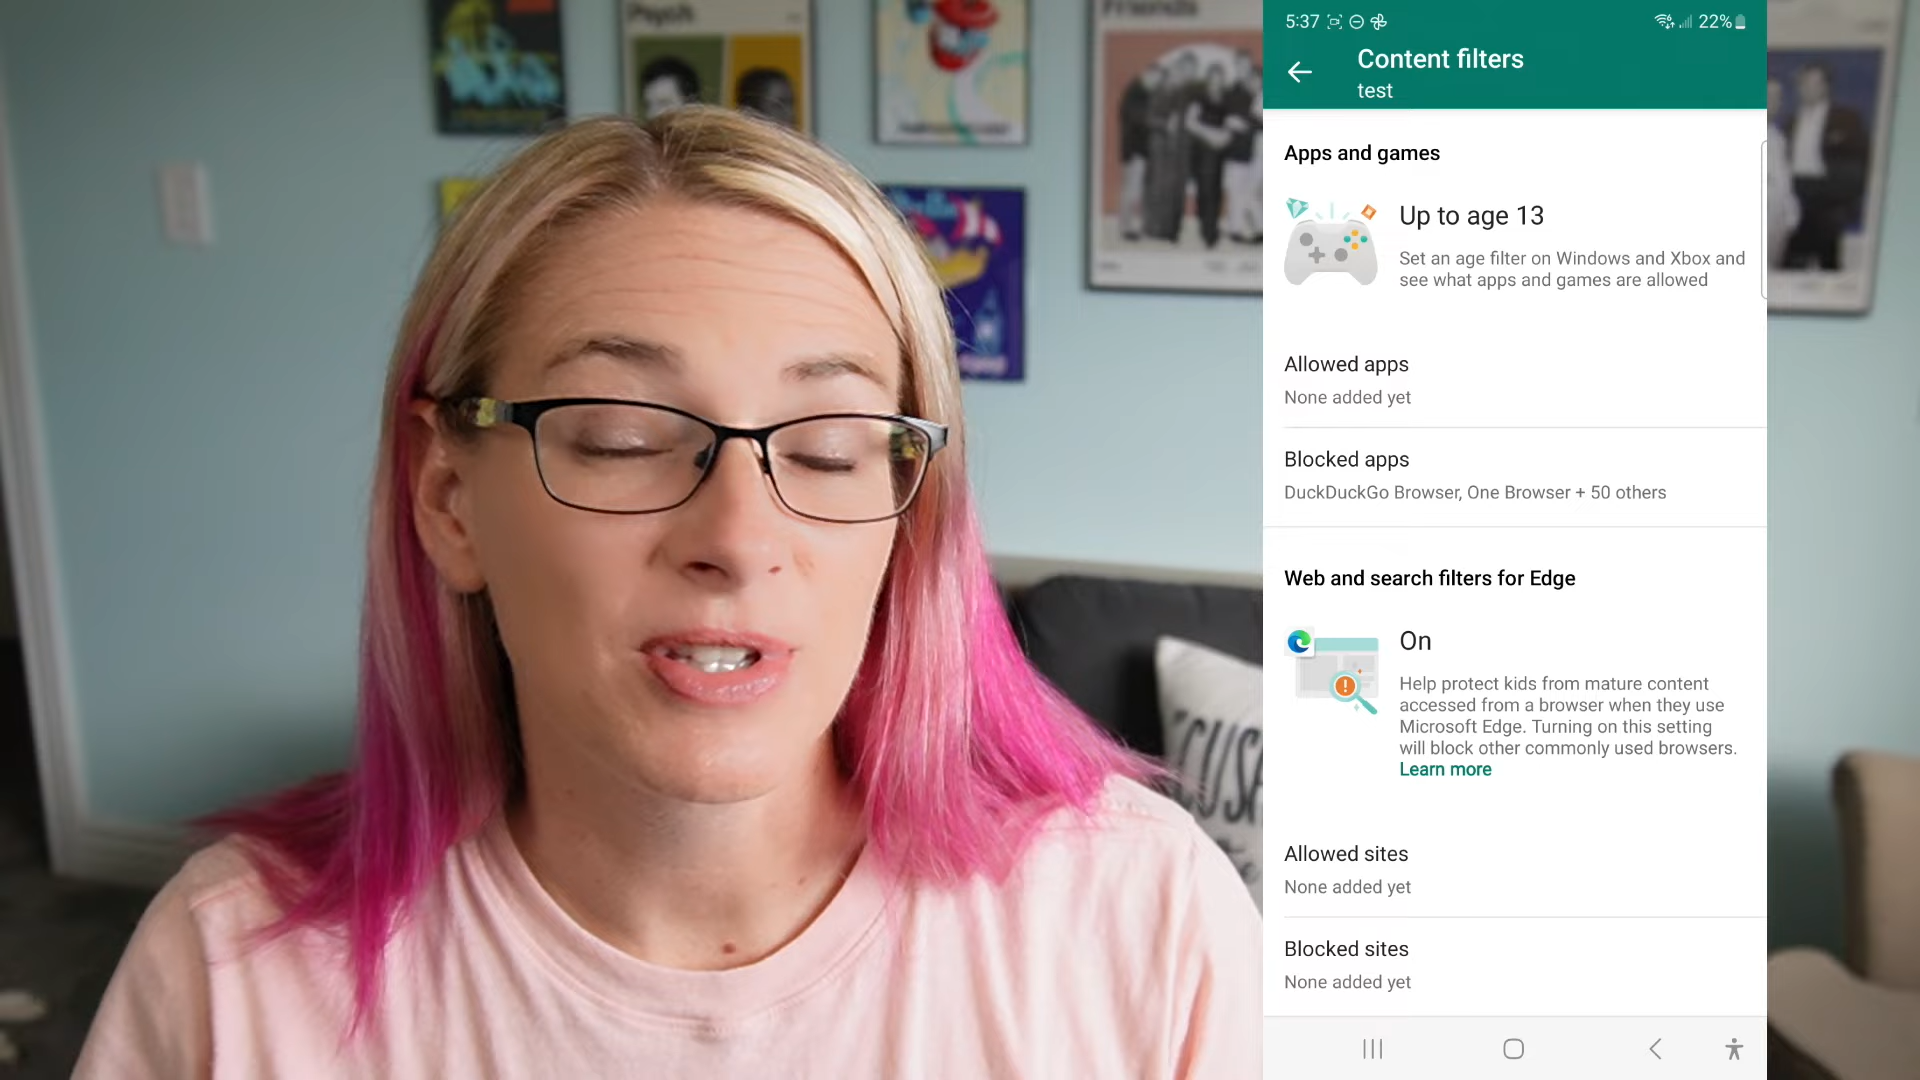 Psych
Friends
5:37
22%
Content filters
test
Apps and games
Up to age 13
Set an age filter on Windows and Xbox and
see what apps and games are allowed
Allowed apps
None added yet
Blocked apps
DuckDuckGo Browser, One Browser + 50 others
Web and search filters for Edge
On
Help protect kids from mature content
accessed from a browser when they use
Microsoft Edge. Turning on this setting
will block other commonly used browsers.
Learn more
Allowed sites
None added yet
Blocked sites
None added yet